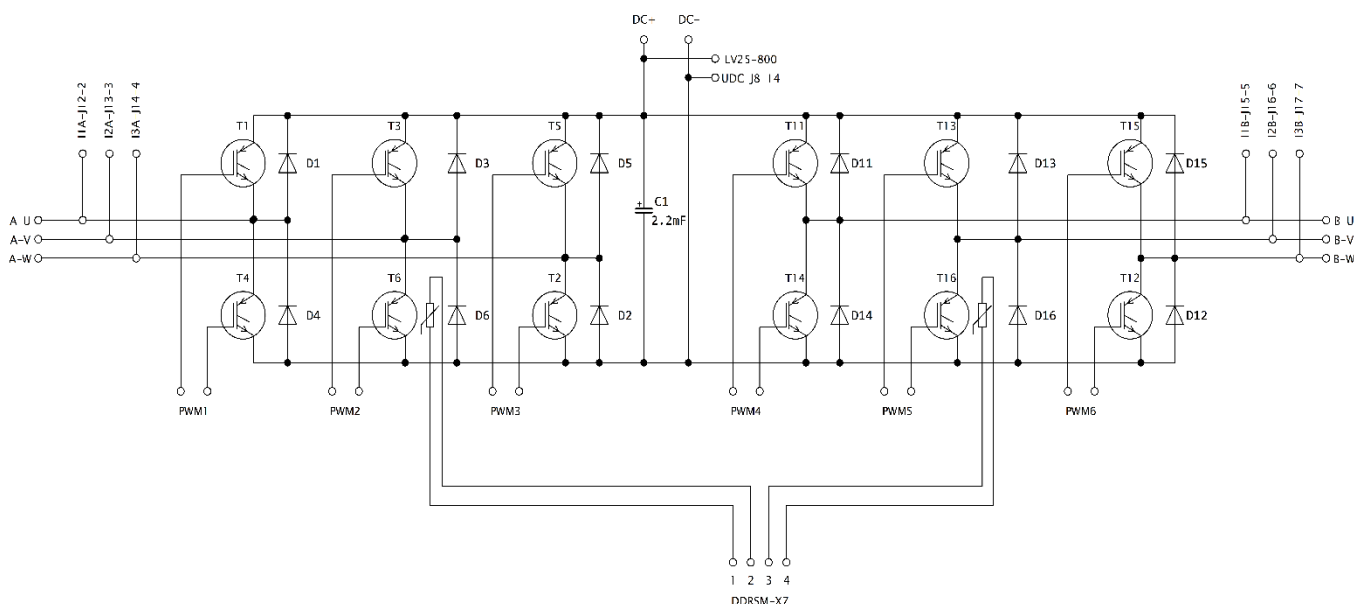 DC+ DC-
LV25-800
UDC J8 14
I1A-J12-2
I2A-J13-3
I3A J14 4
I1B-J15-5
I2B-J16-6
I3B J17 7
T1 T3 T5 T11 T13 T15
D1 D3 D5 D11 D13 D15
C1
2.2mF
A U
A-V
A-W
B U
B-V
B-W
T4 T6 T2 T14 T16 T12
D4 D6 D2 D14 D16 D12
PWM1 PWM2 PWM3 PWM4 PWM5 PWM6
1 2 3 4
DDRSM-X7